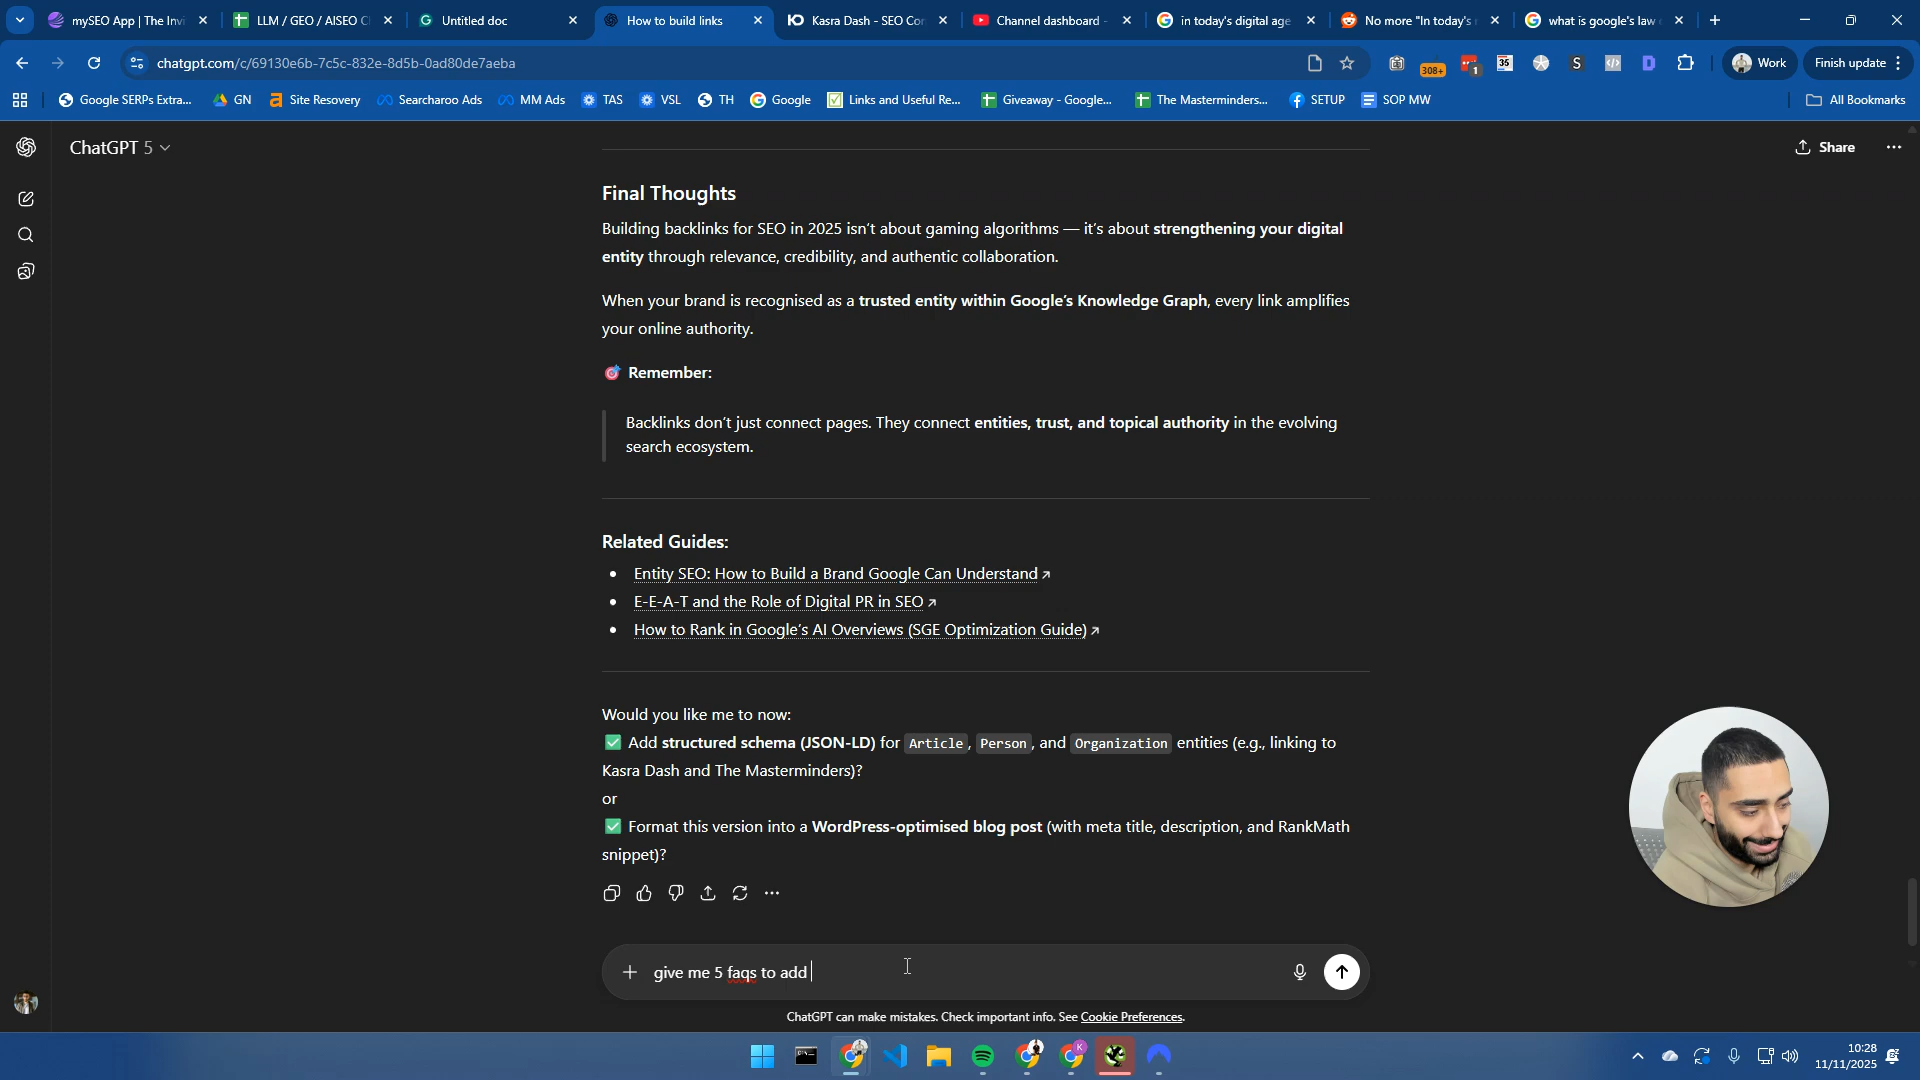 mySEO App | The Invi
LLM / GEO / AISEO C
Untitled doc
How to build links
Kasra Dash - SEO Con
Channel dashboard -
in today's digital age
No more "In today's
what is google's law
chatgpt.com/c/69130e6b-7c5c-832e-8d5b-0ad80de7aeba
308+
1
35
S
Work
Finish update
Google SERPs Extra...
GN
Site Recovery
Searcharoo Ads
MM Ads
TAS
VSL
TH
Google
Links and Useful Re...
Giveaway - Google...
The Masterminders...
SETUP
SOP MW
All Bookmarks
ChatGPT 5
Share
Final Thoughts
Building backlinks for SEO in 2025 isn't about gaming algorithms — it's about strengthening your digital
entity through relevance, credibility, and authentic collaboration.
When your brand is recognised as a trusted entity within Google's Knowledge Graph, every link amplifies
your online authority.
🎯 Remember:
Backlinks don't just connect pages. They connect entities, trust, and topical authority in the evolving
search ecosystem.
Related Guides:
Entity SEO: How to Build a Brand Google Can Understand
E-E-A-T and the Role of Digital PR in SEO
How to Rank in Google's AI Overviews (SGE Optimization Guide)
Would you like me to now:
✅ Add structured schema (JSON-LD) for Article, Person, and Organization entities (e.g., linking to
Kasra Dash and The Masterminders)?
or
✅ Format this version into a WordPress-optimised blog post (with meta title, description, and RankMath
snippet)?
give me 5 faqs to add
ChatGPT can make mistakes. Check important info. See Cookie Preferences.
10:28
11/11/2025